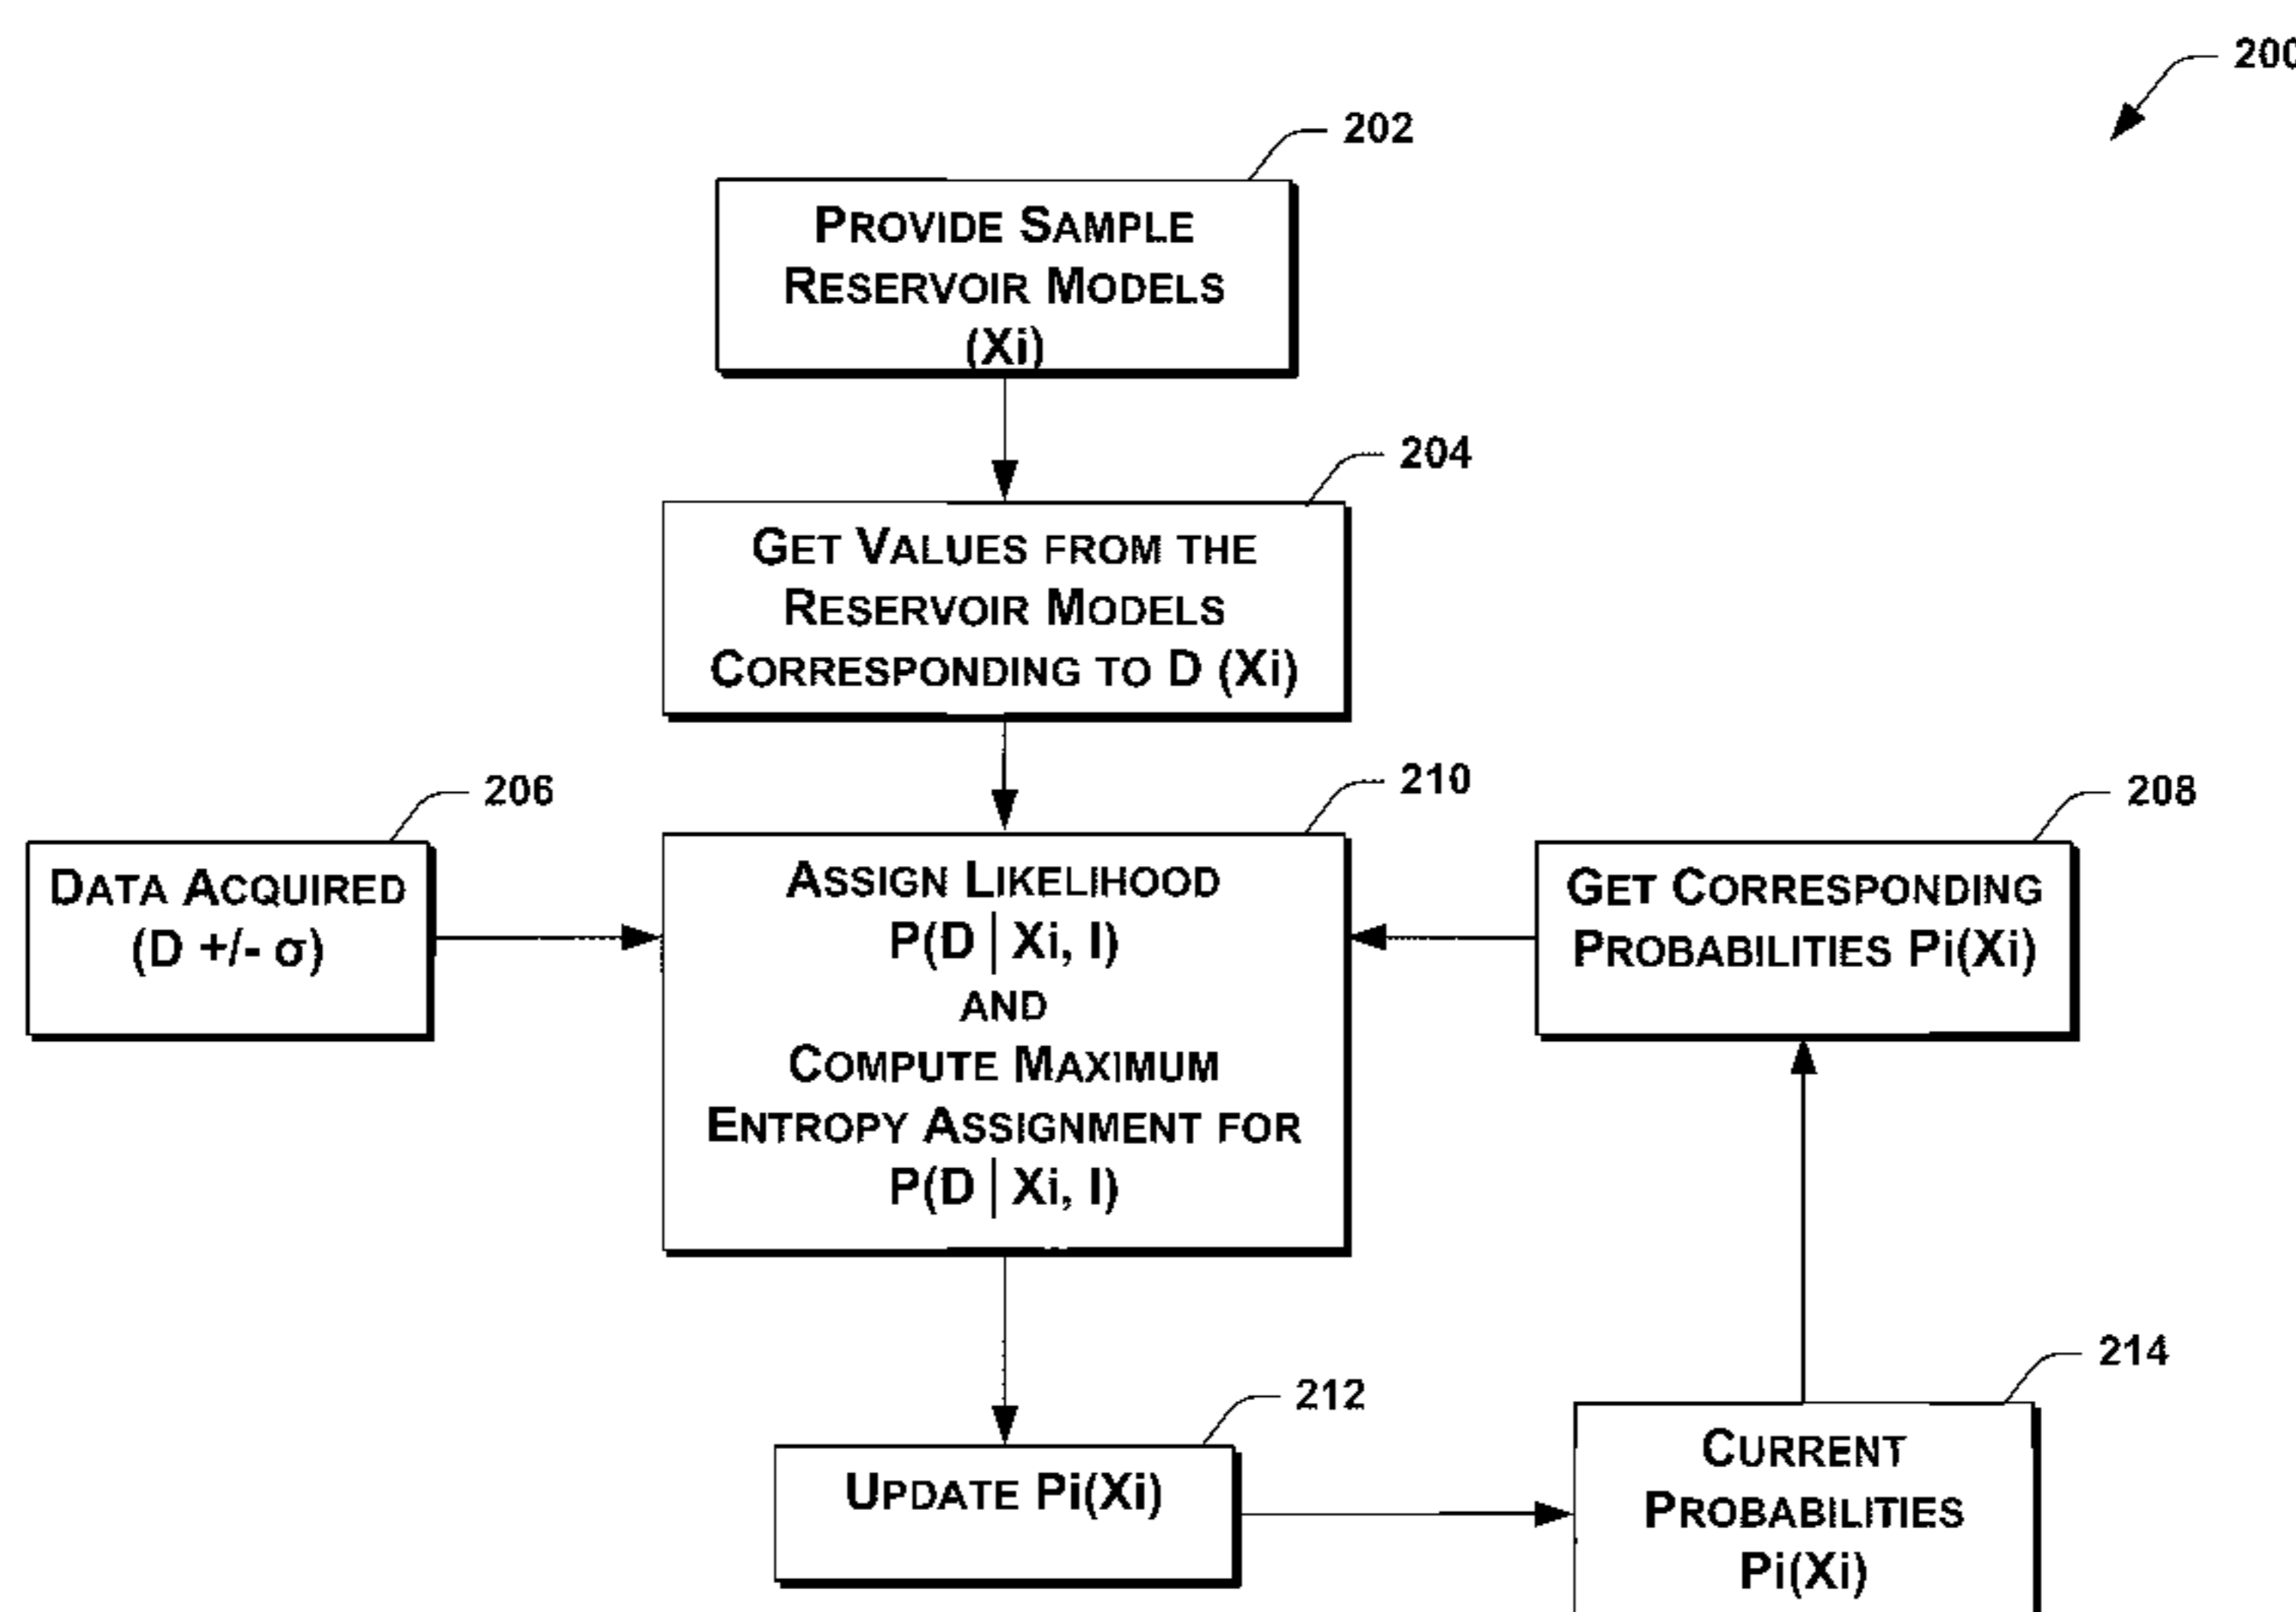 200
202
PROVIDE SAMPLE
RESERVOIR MODELS
(Xi)
204
GET VALUES FROM THE
RESERVOIR MODELS
CORRESPONDING TO D (Xi)
206
DATA ACQUIRED
(D +/- σ)
210
ASSIGN LIKELIHOOD
P(D | Xi, I)
AND
COMPUTE MAXIMUM
ENTROPY ASSIGNMENT FOR
P(D | Xi, I)
208
GET CORRESPONDING
PROBABILITIES Pi(Xi)
212
UPDATE Pi(Xi)
214
CURRENT
PROBABILITIES
Pi(Xi)